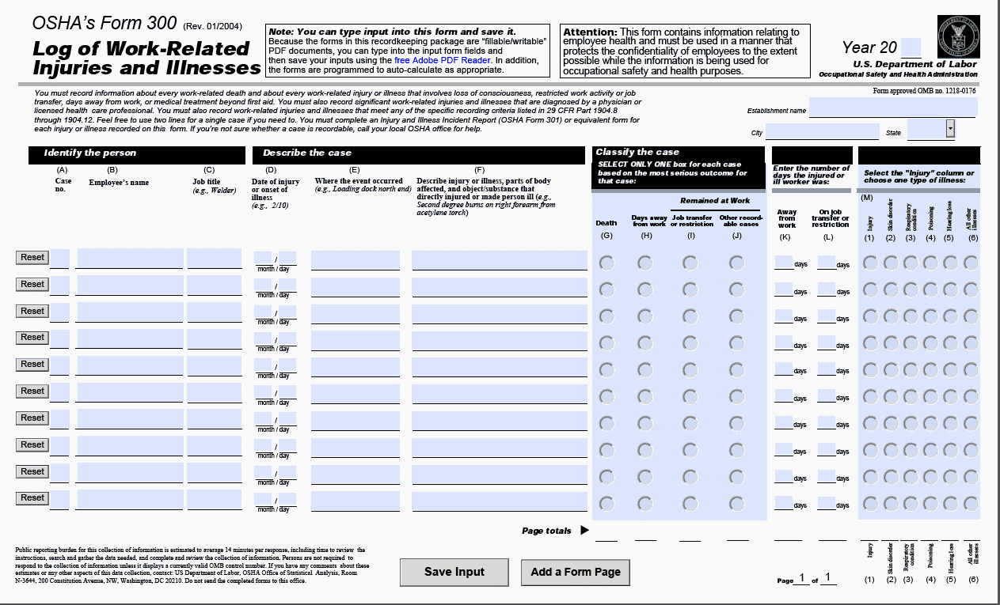 OSHA's Form 300 (Rev. 01/2004)
Log of Work-Related
Injuries and Illnesses
Note: You can type input into this form and save it.
Because the forms in this recordkeeping package are "fillable/writable"
PDF documents, you can type into the input form fields and
then save your inputs using the free Adobe PDF Reader. In addition,
the forms are programmed to auto-calculate as appropriate.
Attention: This form contains information relating to
employee health and must be used in a manner that
protects the confidentiality of employees to the extent
possible while the information is being used for
occupational safety and health purposes.
Year 20
U.S. Department of Labor
Occupational Safety and Health Administration
Form approved OMB no. 1218-0176
You must record information about every work-related death and about every work-related injury or illness that involves loss of consciousness, restricted work activity or job
transfer, days away from work, or medical treatment beyond first aid. You must also record significant work-related injuries and illnesses that are diagnosed by a physician or
licensed health care professional. You must also record work-related injuries and illnesses that meet any of the specific recording criteria listed in 29 CFR Part 1904.8
through 1904.12. Feel free to use two lines for a single case if you need to. You must complete an Injury and Illness Incident Report (OSHA Form 301) or equivalent form for
each injury or illness recorded on this form. If you're not sure whether a case is recordable, call your local OSHA office for help.
Establishment name
City
State
Identify the person
(A)
Case
no.
(B)
Employee's name
(C)
Job title
(e.g., Welder)
Describe the case
(D)
Date of injury
or onset of
illness
(e.g., 2/10)
(E)
Where the event occurred
(e.g., Loading dock north end)
(F)
Describe injury or illness, parts of body
affected, and object/substance that
directly injured or made person ill (e.g.,
Second degree burns on right forearm from
acetylene torch)
Classify the case
SELECT ONLY ONE box for each case
based on the most serious outcome for
that case:
Remained at Work
Death
(G)
Days away
from work
(H)
Job transfer
or restriction
(I)
Other record-
able cases
(J)
Enter the number of
days the injured or
ill worker was:
Away
from
work
(K)
On job
transfer or
restriction
(L)
Select the "Injury" column or
choose one type of illness:
(M)
Injury
(1)
Skin disorder
(2)
Respiratory
condition
(3)
Poisoning
(4)
Hearing loss
(5)
All other
illnesses
(6)
Reset / month / day days days
Reset / month / day days days
Reset / month / day days days
Reset / month / day days days
Reset / month / day days days
Reset / month / day days days
Reset / month / day days days
Reset / month / day days days
Reset / month / day days days
Reset / month / day days days
Page totals
Public reporting burden for this collection of information is estimated to average 14 minutes per response, including time to review the
instructions, search and gather the data needed, and complete and review the collection of information. Persons are not required to
respond to the collection of information unless it displays a currently valid OMB control number. If you have any comments about these
estimates or any other aspects of this data collection, contact: US Department of Labor, OSHA Office of Statistical Analysis, Room
N-3644, 200 Constitution Avenue, NW, Washington, DC 20210. Do not send the completed forms to this office.
Save Input
Add a Form Page
Page 1 of 1
Injury
(1)
Skin disorder
(2)
Respiratory
condition
(3)
Poisoning
(4)
Hearing loss
(5)
All other
illnesses
(6)